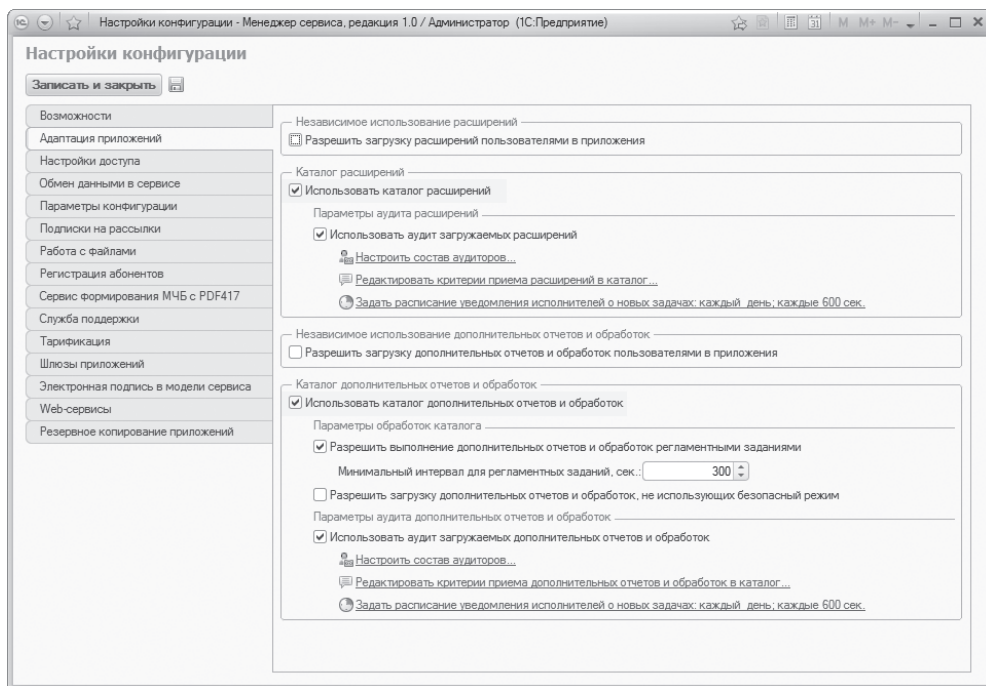 Настройки конфигурации - Менеджер сервиса, редакция 1.0 / Администратор (1С:Предприятие)
M M+ M-
Настройки конфигурации
Записать и закрыть
Возможности
Адаптация приложений
Настройки доступа
Обмен данными в сервисе
Параметры конфигурации
Подписки на рассылки
Работа с файлами
Регистрация абонентов
Сервис формирования МЧБ с PDF417
Служба поддержки
Тарификация
Шлюзы приложений
Электронная подпись в модели сервиса
Web-сервисы
Резервное копирование приложений
Независимое использование расширений
Разрешить загрузку расширений пользователями в приложения
Каталог расширений
Использовать каталог расширений
Параметры аудита расширений
Использовать аудит загружаемых расширений
Настроить состав аудиторов...
Редактировать критерии приема расширений в каталог...
Задать расписание уведомления исполнителей о новых задачах: каждый день; каждые 600 сек.
Независимое использование дополнительных отчетов и обработок
Разрешить загрузку дополнительных отчетов и обработок пользователями в приложения
Каталог дополнительных отчетов и обработок
Использовать каталог дополнительных отчетов и обработок
Параметры обработок каталога
Разрешить выполнение дополнительных отчетов и обработок регламентными заданиями
Минимальный интервал для регламентных заданий, сек.: 300
Разрешить загрузку дополнительных отчетов и обработок, не использующих безопасный режим
Параметры аудита дополнительных отчетов и обработок
Использовать аудит загружаемых дополнительных отчетов и обработок
Настроить состав аудиторов...
Редактировать критерии приема дополнительных отчетов и обработок в каталог...
Задать расписание уведомления исполнителей о новых задачах: каждый день; каждые 600 сек.